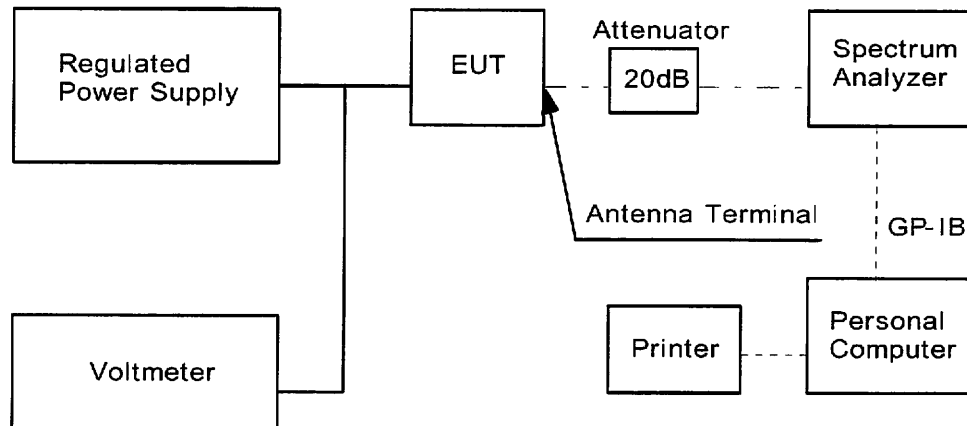 Regulated
Power Supply
EUT
Attenuator
20dB
Spectrum
Analyzer
Antenna Terminal
GP-IB
Voltmeter
Printer
Personal
Computer